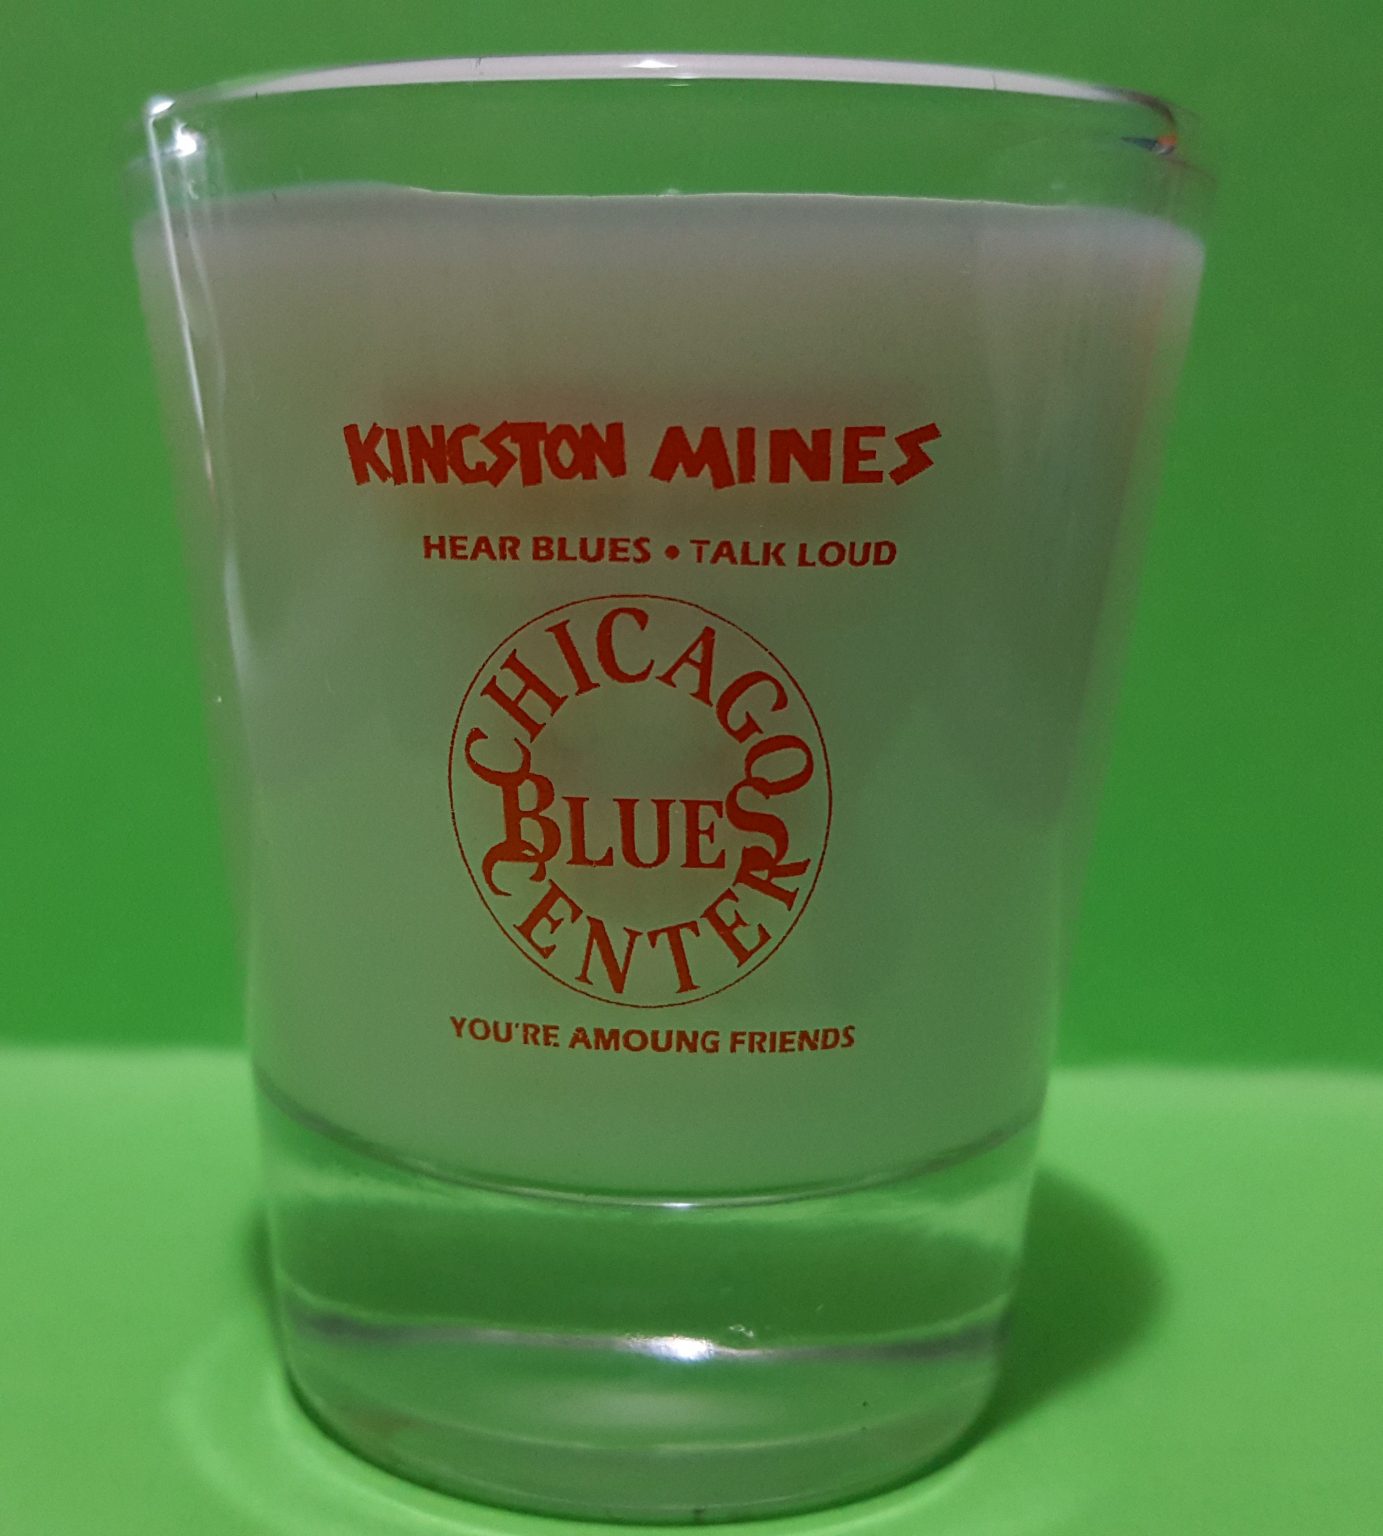 KINGSTON MINES
HEAR BLUES • TALK LOUD
CHICAGO
BLUES
CENTER
YOU'RE AMOUNG FRIENDS